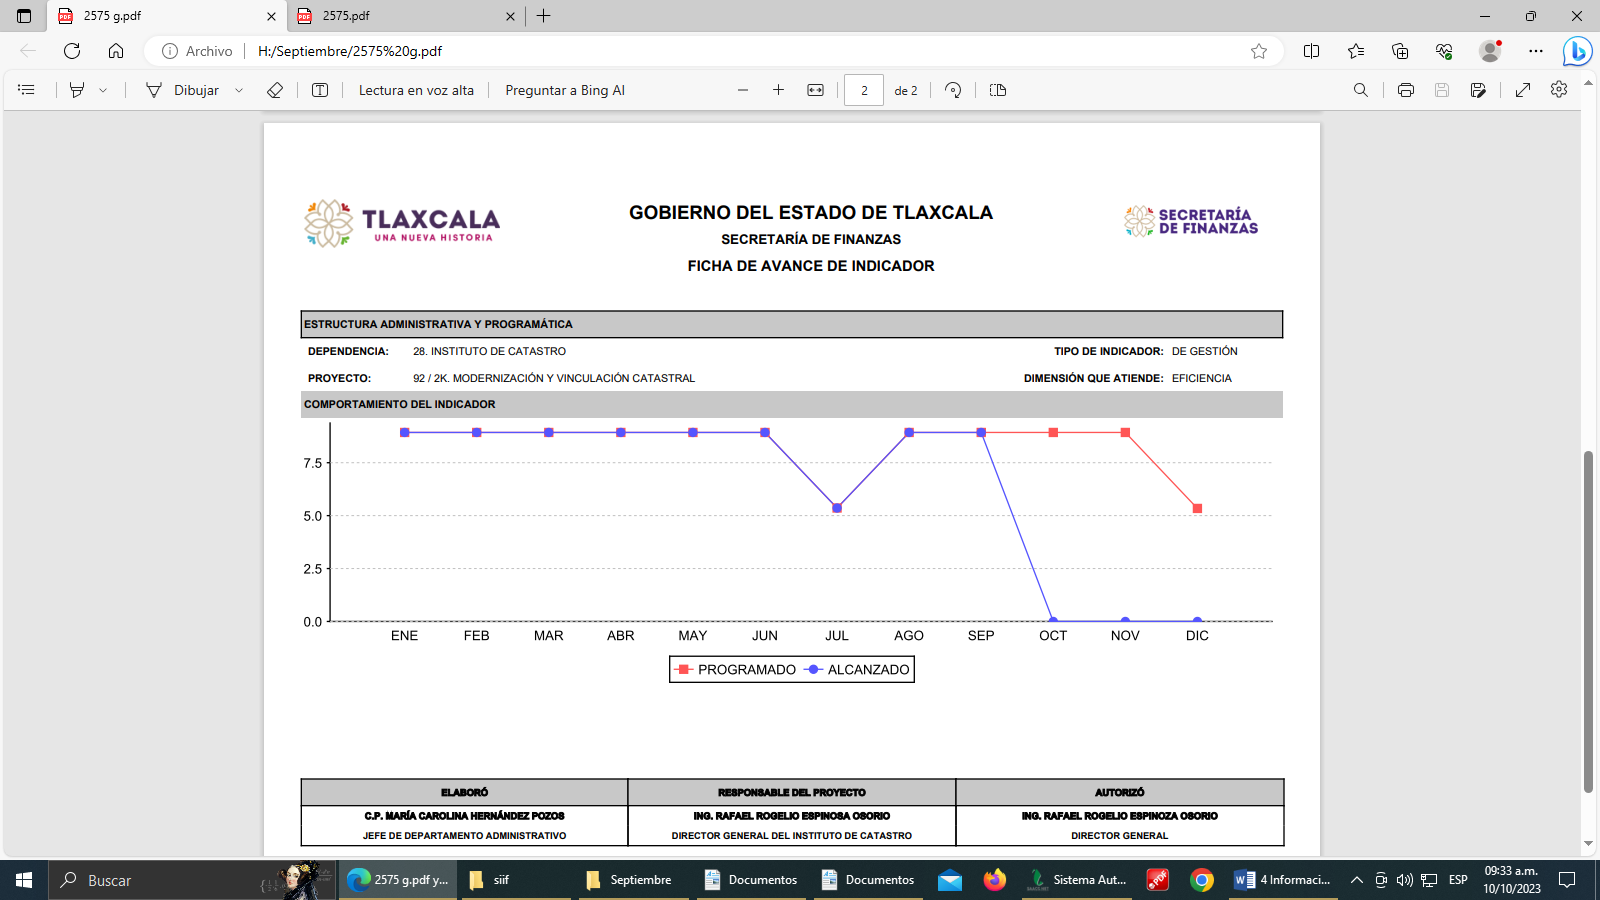 2575 g.pdf
2575.pdf
Archivo
H:/Septiembre/2575%20g.pdf
Dibujar
Lectura en voz alta
Preguntar a Bing AI
2
de 2
TLAXCALA
UNA NUEVA HISTORIA
GOBIERNO DEL ESTADO DE TLAXCALA
SECRETARÍA DE FINANZAS
FICHA DE AVANCE DE INDICADOR
SECRETARÍA
DE FINANZAS
ESTRUCTURA ADMINISTRATIVA Y PROGRAMÁTICA
DEPENDENCIA: 28. INSTITUTO DE CATASTRO TIPO DE INDICADOR: DE GESTIÓN
PROYECTO: 92 / 2K. MODERNIZACIÓN Y VINCULACIÓN CATASTRAL DIMENSIÓN QUE ATIENDE: EFICIENCIA
COMPORTAMIENTO DEL INDICADOR
7.5
5.0
2.5
0.0
ENE FEB MAR ABR MAY JUN JUL AGO SEP OCT NOV DIC
PROGRAMADO ALCANZADO
ELABORÓ RESPONSABLE DEL PROYECTO AUTORIZÓ
C.P. MARÍA CAROLINA HERNÁNDEZ POZOS ING. RAFAEL ROGELIO ESPINOSA OSORIO ING. RAFAEL ROGELIO ESPINOZA OSORIO
JEFE DE DEPARTAMENTO ADMINISTRATIVO DIRECTOR GENERAL DEL INSTITUTO DE CATASTRO DIRECTOR GENERAL
Buscar
2575 g.pdf y...
siif
Septiembre
Documentos
Documentos
Sistema Aut...
4 Informaci...
ESP
09:33 a.m.
10/10/2023